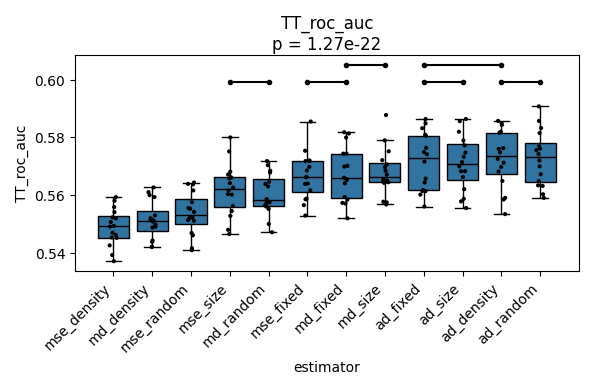 TT_roc_auc
p = 1.27e-22
TT_roc_auc
0.60
0.58
0.56
0.54
mse_density
md_density
mse_random
mse_size
md_random
mse_fixed
md_fixed
md_size
ad_fixed
ad_size
ad_density
ad_random
estimator